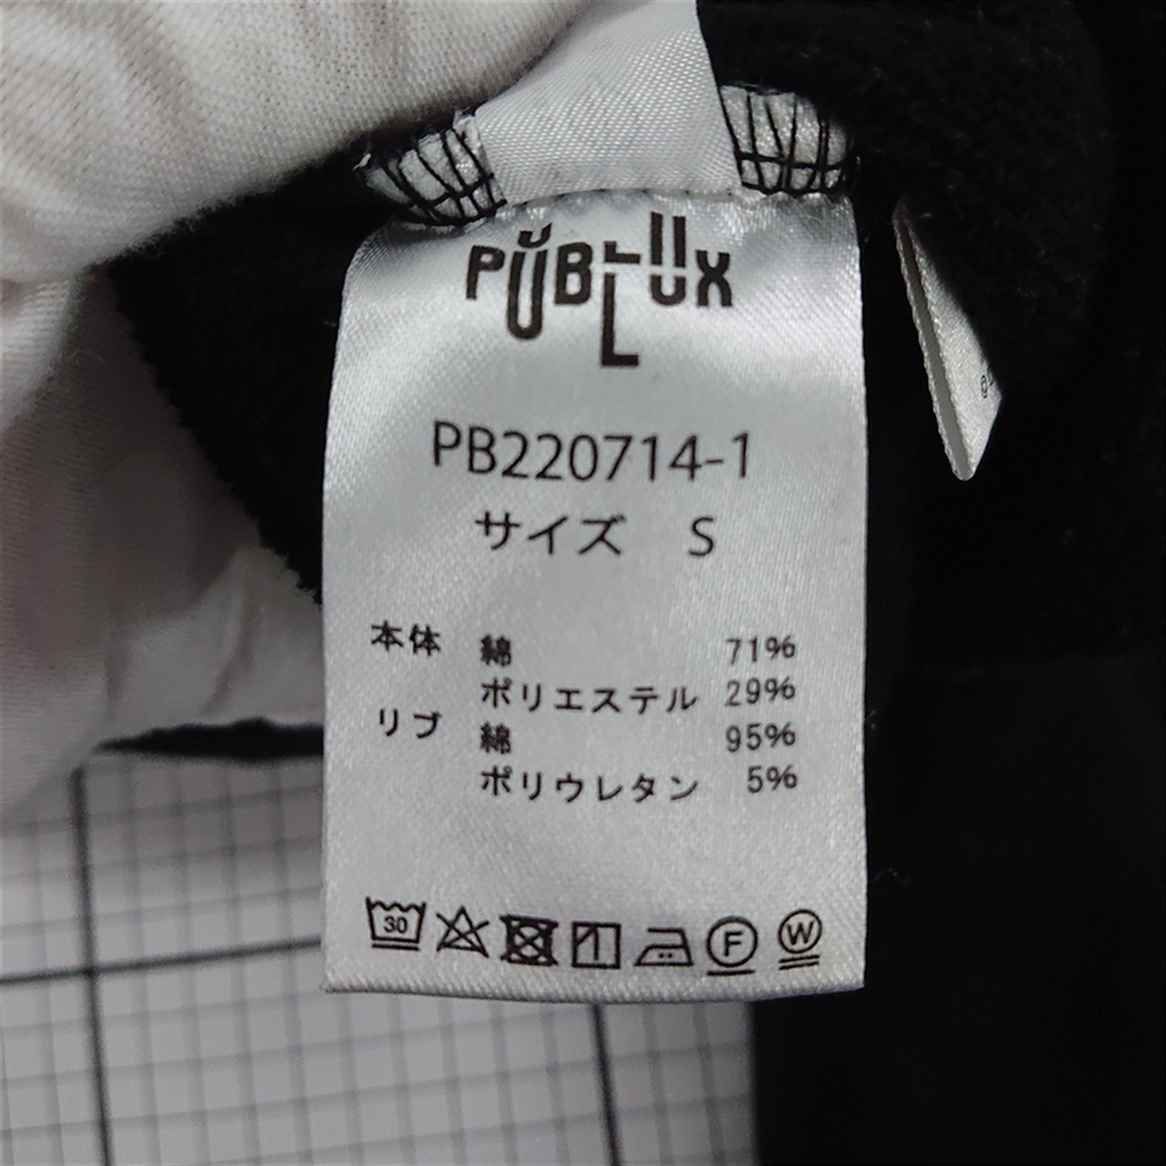 PUBLUX
PB220714-1
サイズ S
本体 綿 71%
ポリエステル 29%
リブ 綿 95%
ポリウレタン 5%
30 F W